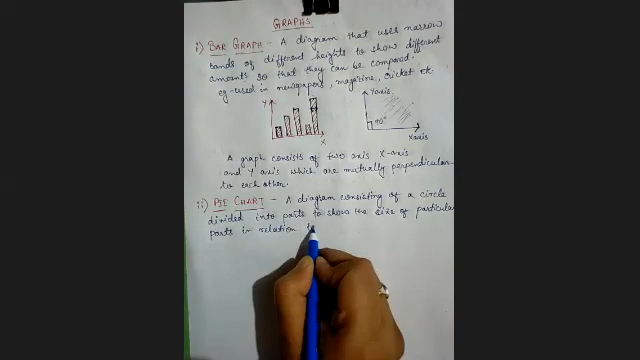 GRAPHS
i) BAR GRAPH - A diagram that uses narrow
bands of different heights to show different
amounts so that they can be compared.
eg used in newspapers, magazine, cricket etc.
Y
X
Y axis
90°
X axis
A graph consists of two axis X-axis
and Y axis which are mutually perpendicular
to each other.
ii) PIE CHART - A diagram consisting of a circle
divided into parts to show the size of particular
parts in relation